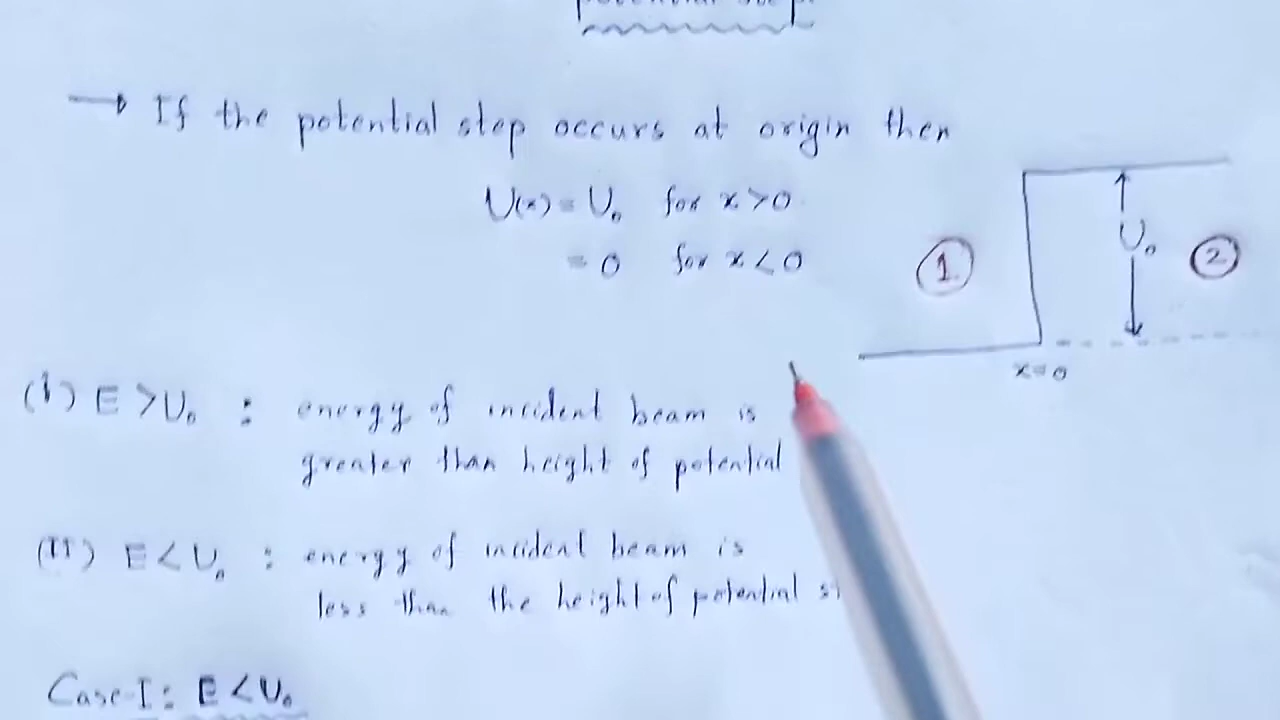 potential step
→ If the potential step occurs at origin then
U(x) = U₀ for x > 0
= 0 for x < 0
1
U₀
2
x=0
(I) E > U₀ : energy of incident beam is
greater than height of potential
(II) E < U₀ : energy of incident beam is
less than the height of potential
Case-I: E < U₀